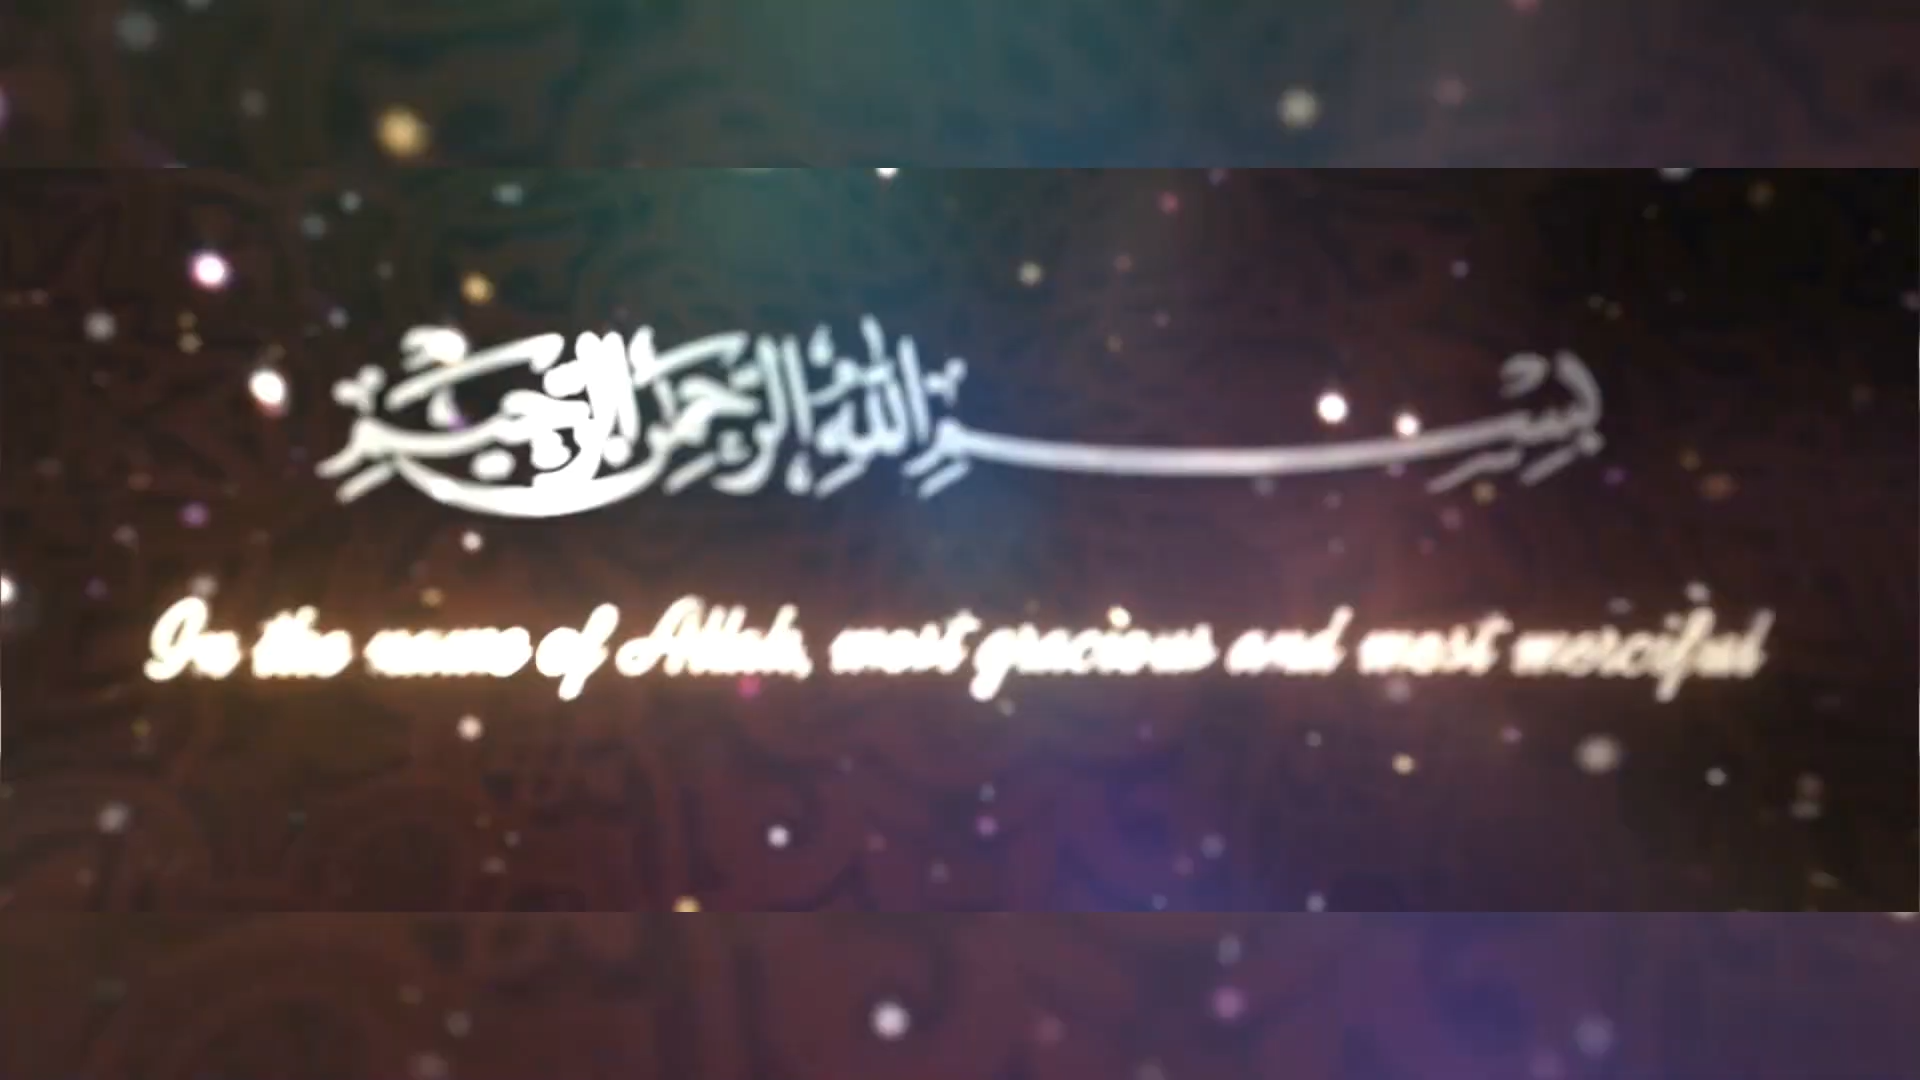 بسم الله الرحمن الرحيم
In the name of Allah, most gracious and most merciful